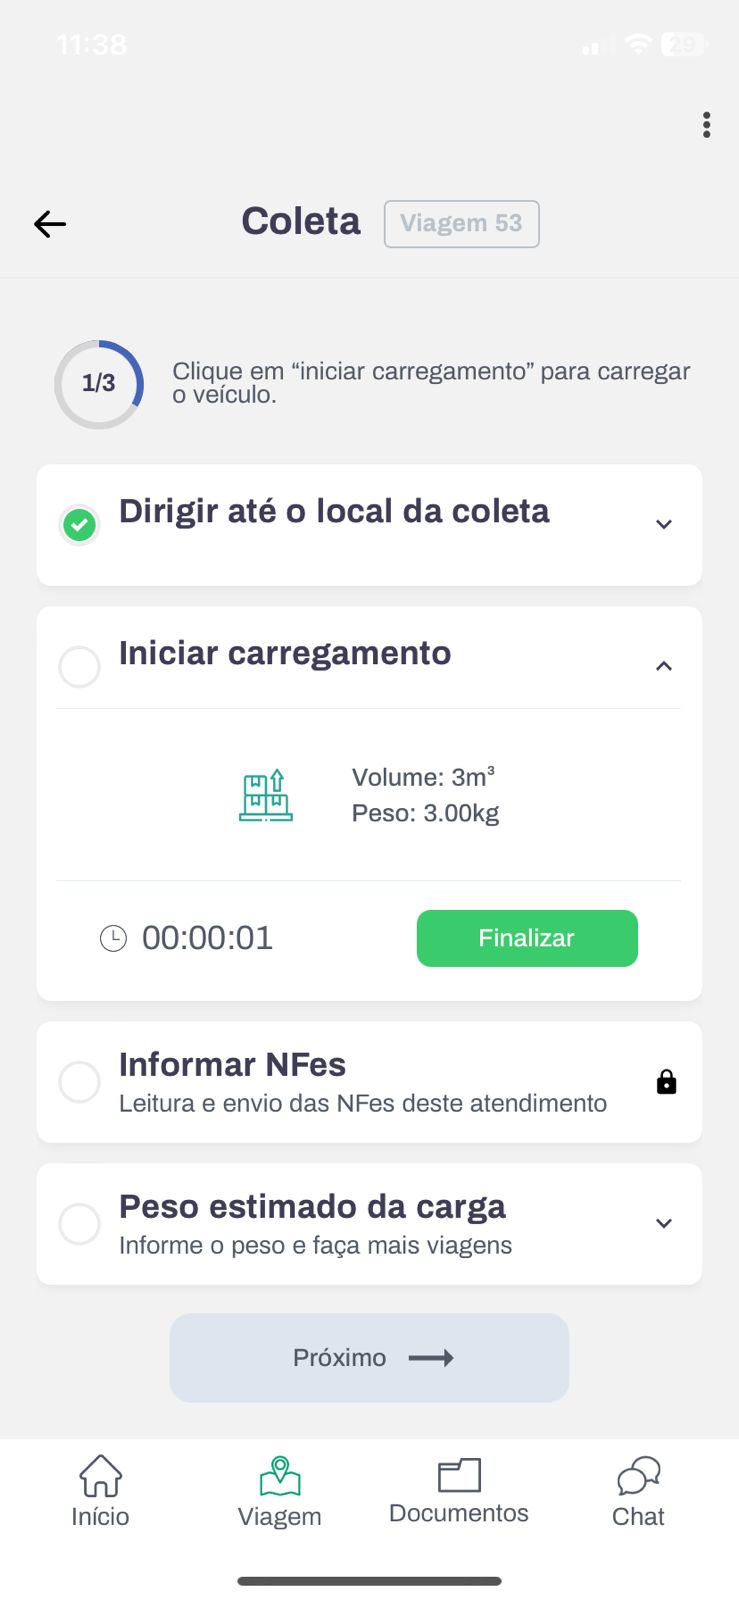 11:38
29
Coleta
Viagem 53
1/3
Clique em “iniciar carregamento” para carregar
o veículo.
Dirigir até o local da coleta
Iniciar carregamento
Volume: 3m³
Peso: 3.00kg
00:00:01
Finalizar
Informar NFes
Leitura e envio das NFes deste atendimento
Peso estimado da carga
Informe o peso e faça mais viagens
Próximo
Início
Viagem
Documentos
Chat